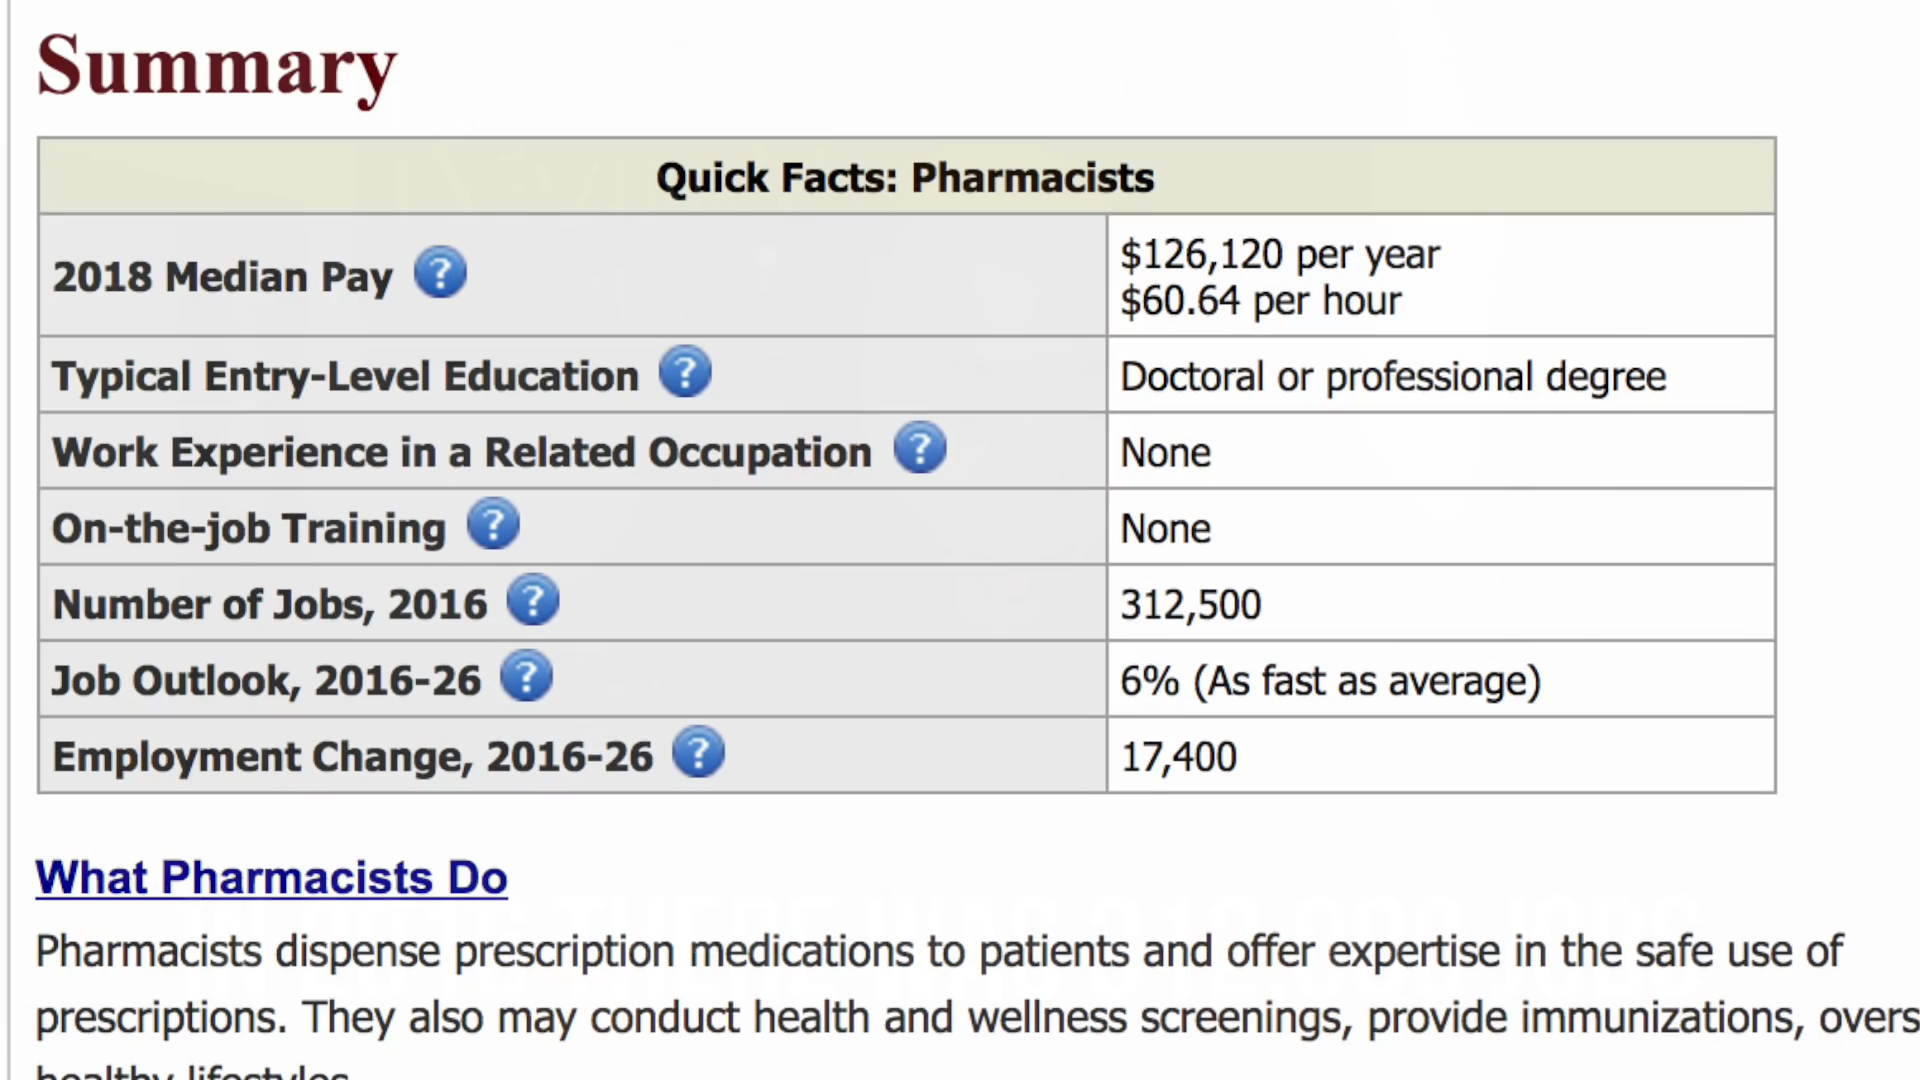 Summary
Quick Facts: Pharmacists
2018 Median Pay ?
$126,120 per year
$60.64 per hour
Typical Entry-Level Education ?
Doctoral or professional degree
Work Experience in a Related Occupation ?
None
On-the-job Training ?
None
Number of Jobs, 2016 ?
312,500
Job Outlook, 2016-26 ?
6% (As fast as average)
Employment Change, 2016-26 ?
17,400
What Pharmacists Do
Pharmacists dispense prescription medications to patients and offer expertise in the safe use of
prescriptions. They also may conduct health and wellness screenings, provide immunizations, overs
healthy lifestyles